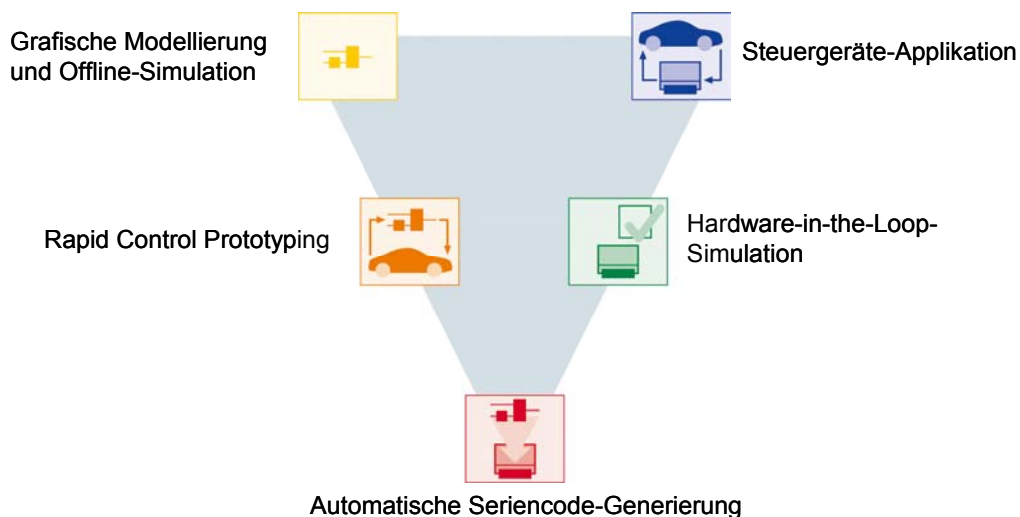 Grafische Modellierung
und Offline-Simulation
Steuergeräte-Applikation
Rapid Control Prototyping
Hardware-in-the-Loop-
Simulation
Automatische Seriencode-Generierung